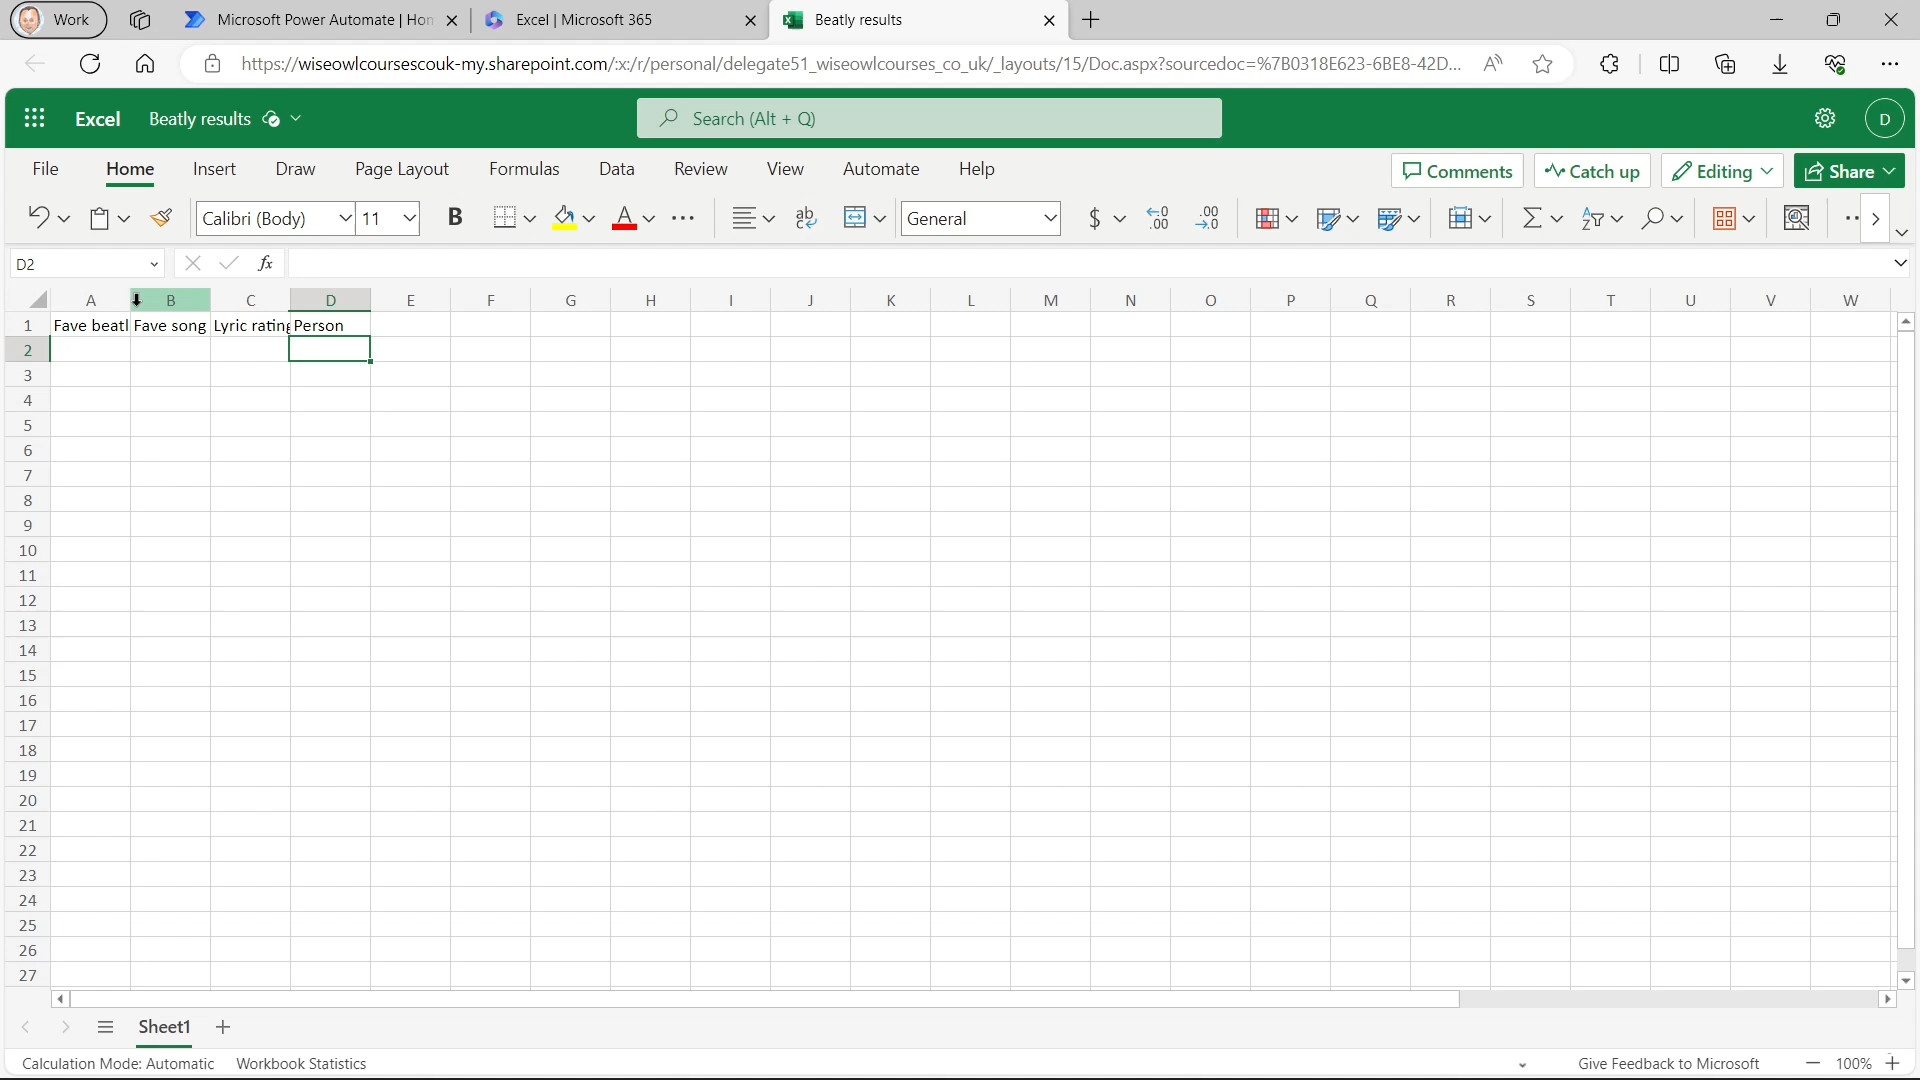 Work
Microsoft Power Automate | Hon
Excel | Microsoft 365
Beatly results
https://wiseowlcoursescouk-my.sharepoint.com/:x:/r/personal/delegate51_wiseowlcourses_co_uk/_layouts/15/Doc.aspx?sourcedoc=%7B0318E623-6BE8-42D...
Excel
Beatly results
Search (Alt + Q)
D
File Home Insert Draw Page Layout Formulas Data Review View Automate Help
Comments
Catch up
Editing
Share
Calibri (Body)
11
B
General
D2
fx
A B C D E F G H I J K L M N O P Q R S T U V W
1 Fave beatl Fave song Lyric rating Person
2
3
4
5
6
7
8
9
10
11
12
13
14
15
16
17
18
19
20
21
22
23
24
25
26
27
Sheet1
Calculation Mode: Automatic Workbook Statistics
Give Feedback to Microsoft
100%